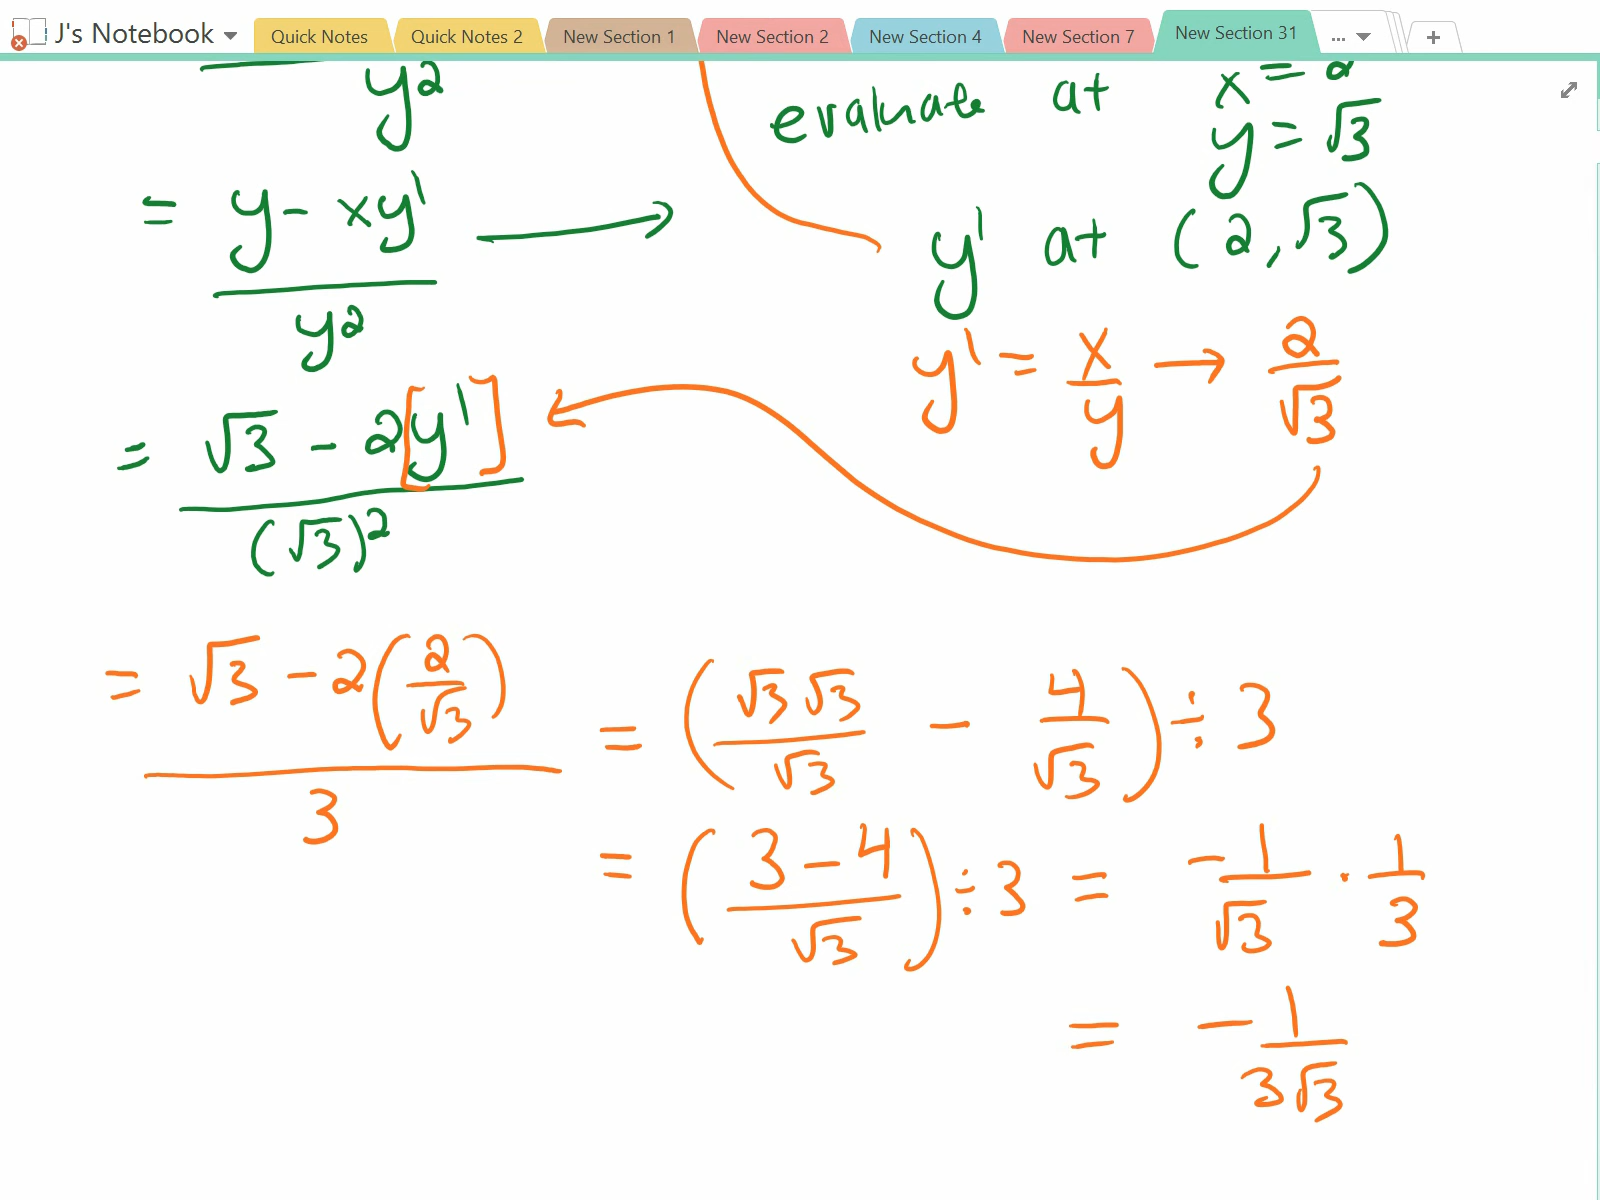 J's Notebook
Quick Notes
Quick Notes 2
New Section 1
New Section 2
New Section 4
New Section 7
New Section 31
...
+
y²
evaluate at x = 2
y = √3
= (y - xy') / y² →
y' at (2, √3)
y' = x/y → 2/√3
= (√3 - 2[y']) / (√3)²
= (√3 - 2(2/√3)) / 3
= (√3 √3 / √3 - 4/√3) ÷ 3
= ((3 - 4) / √3) ÷ 3 = -1/√3 · 1/3
= - 1 / 3√3